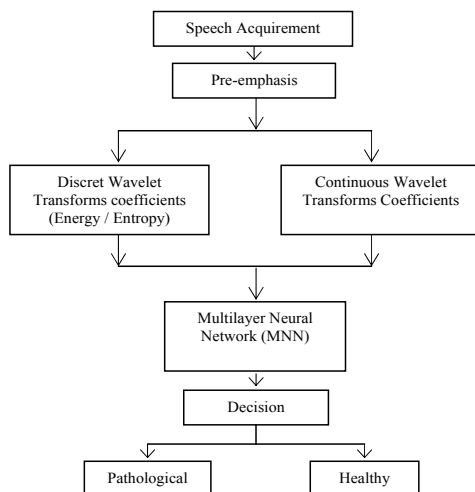 Speech Acquirement
Pre-emphasis
Discret Wavelet
Transforms coefficients
(Energy / Entropy)
Continuous Wavelet
Transforms Coefficients
Multilayer Neural
Network (MNN)
Decision
Pathological
Healthy